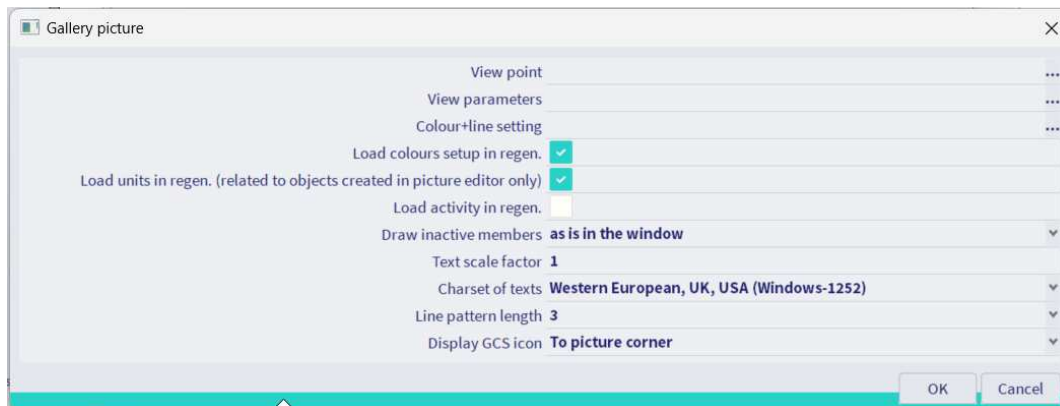 Gallery picture
View point ...
View parameters ...
Colour+line setting ...
Load colours setup in regen.
Load units in regen. (related to objects created in picture editor only)
Load activity in regen.
Draw inactive members as is in the window
Text scale factor 1
Charset of texts Western European, UK, USA (Windows-1252)
Line pattern length 3
Display GCS icon To picture corner
OK Cancel